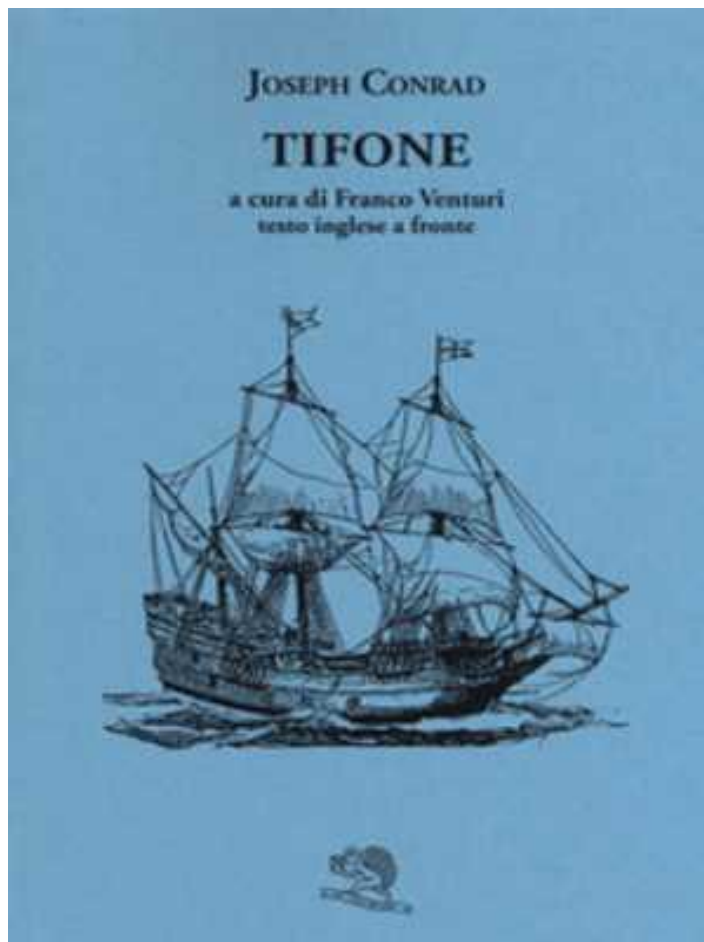 JOSEPH CONRAD
TIFONE
a cura di Franco Venturi
testo inglese a fronte